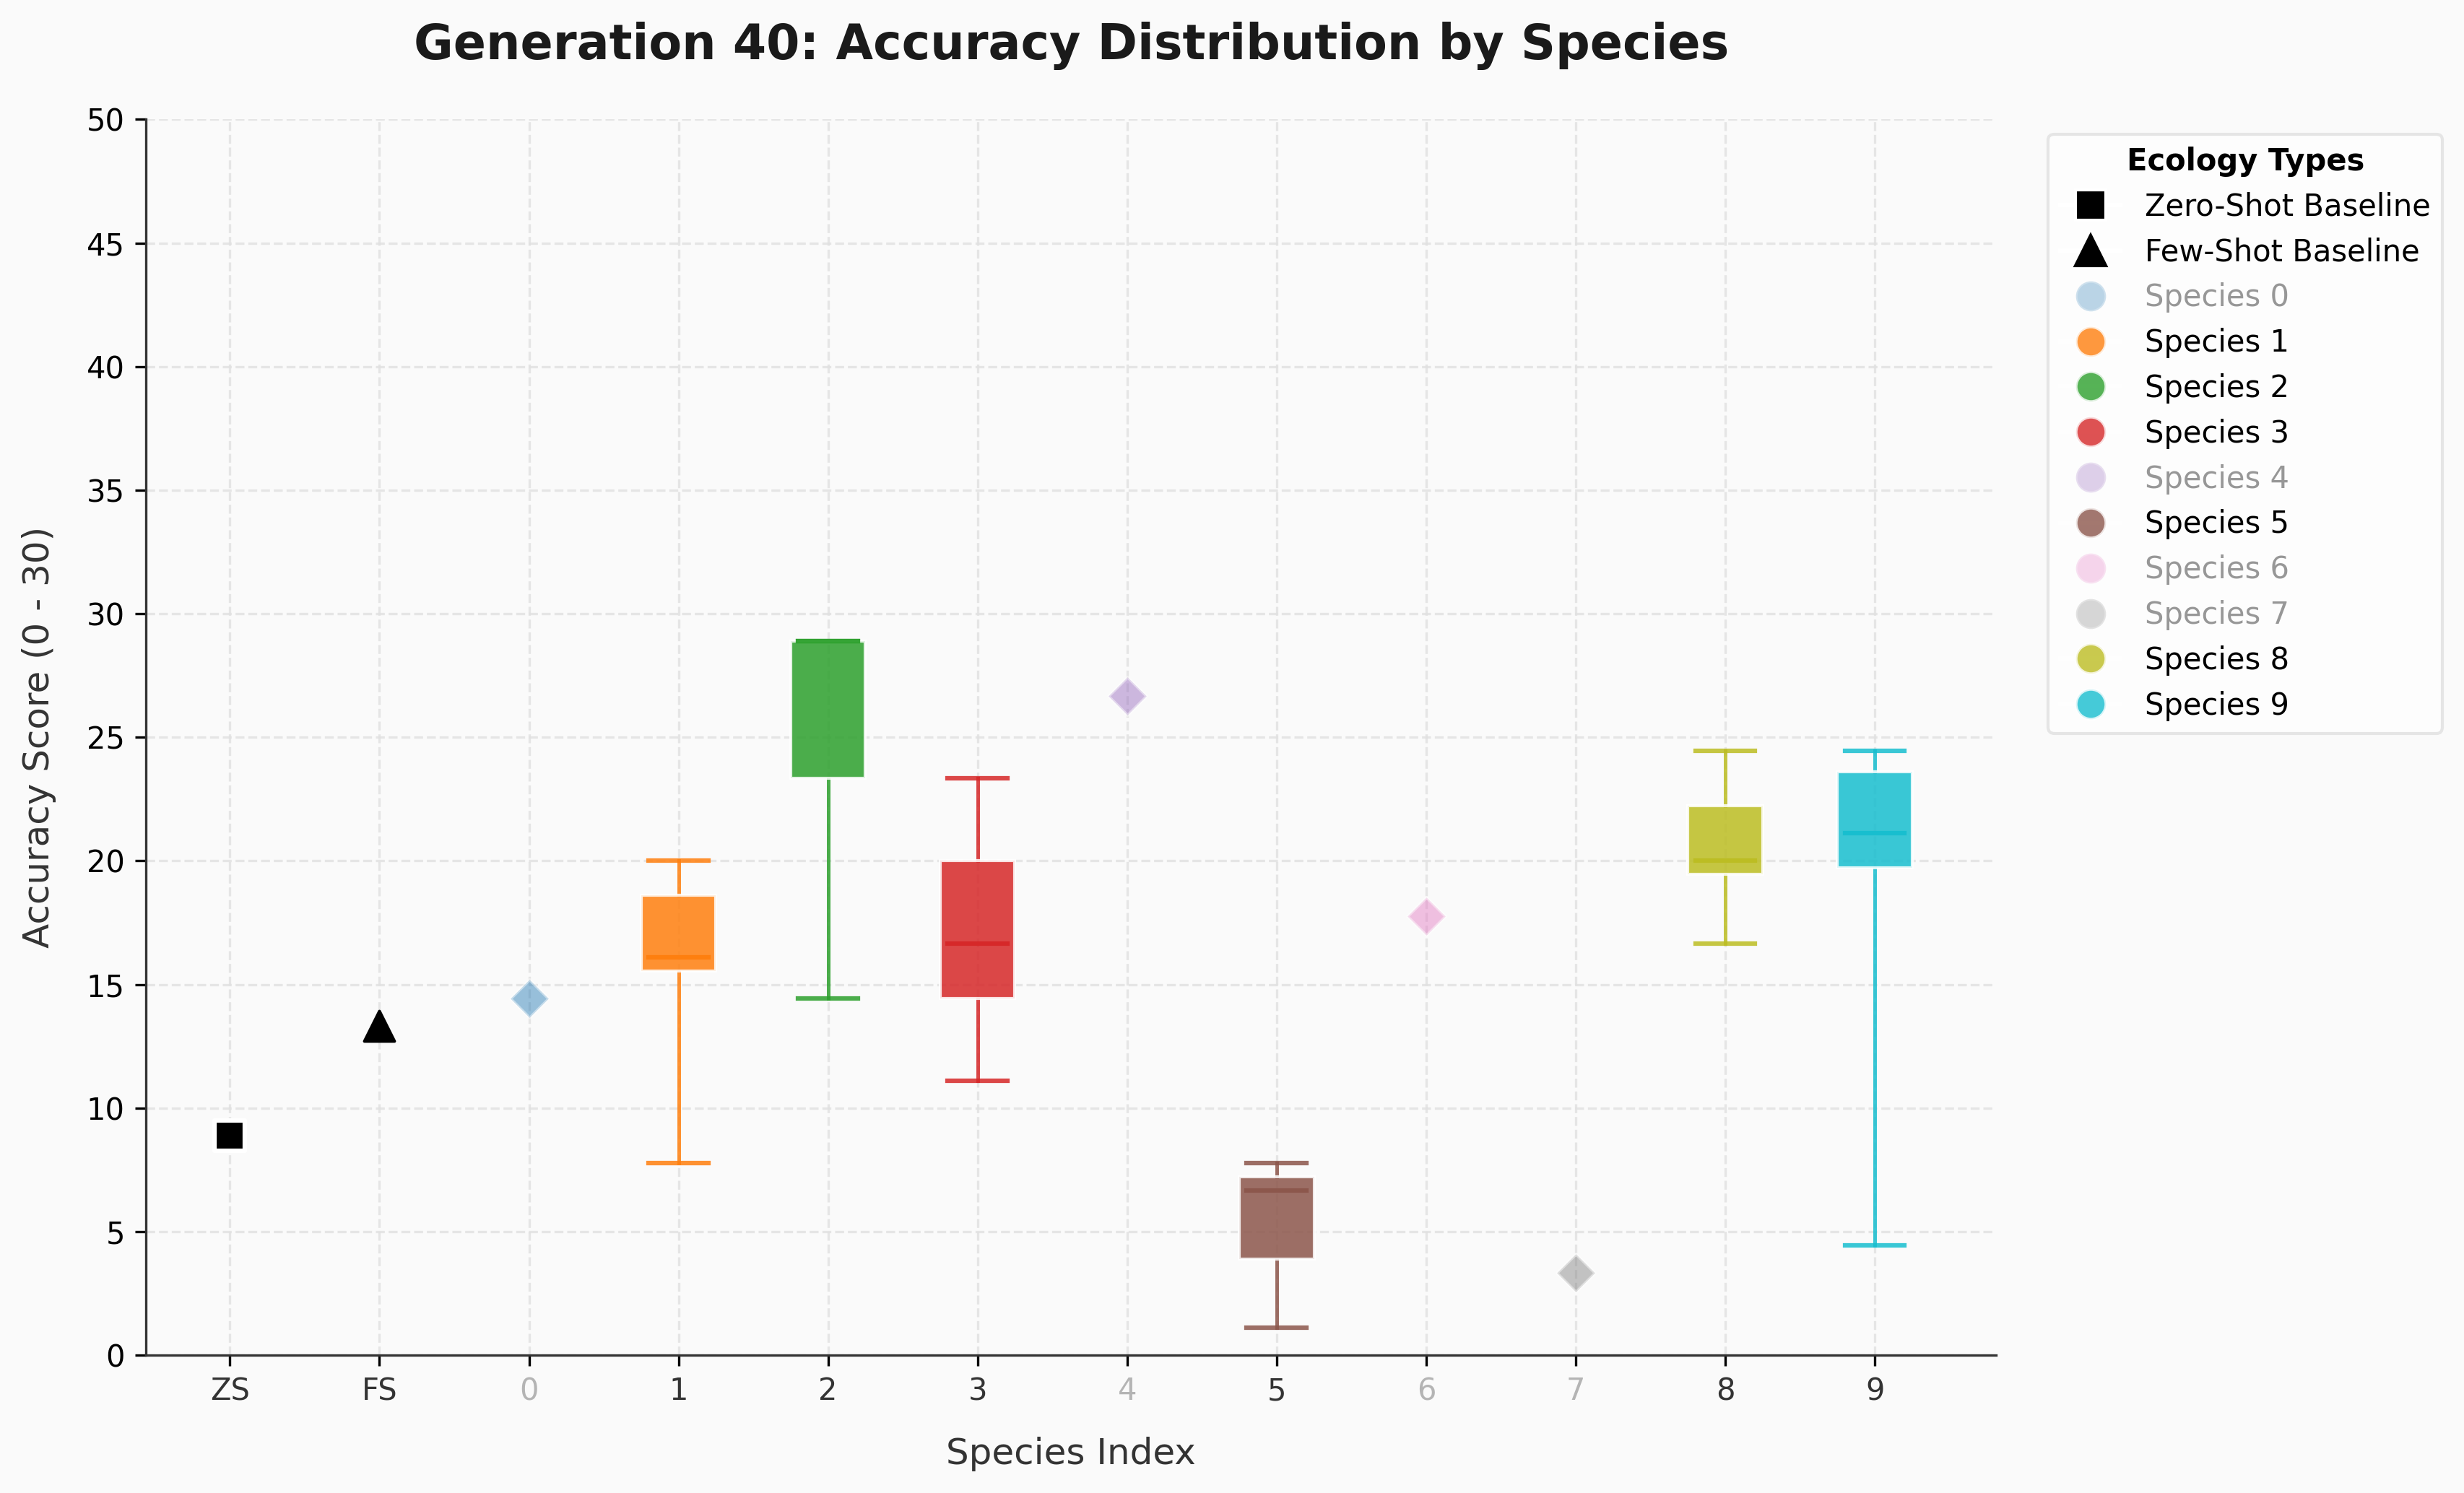 Generation 40: Accuracy Distribution by Species
50
45
40
35
30
25
20
15
10
5
0
Accuracy Score (0 - 30)
ZS FS 0 1 2 3 4 5 6 7 8 9
Species Index
Ecology Types
Zero-Shot Baseline
Few-Shot Baseline
Species 0
Species 1
Species 2
Species 3
Species 4
Species 5
Species 6
Species 7
Species 8
Species 9